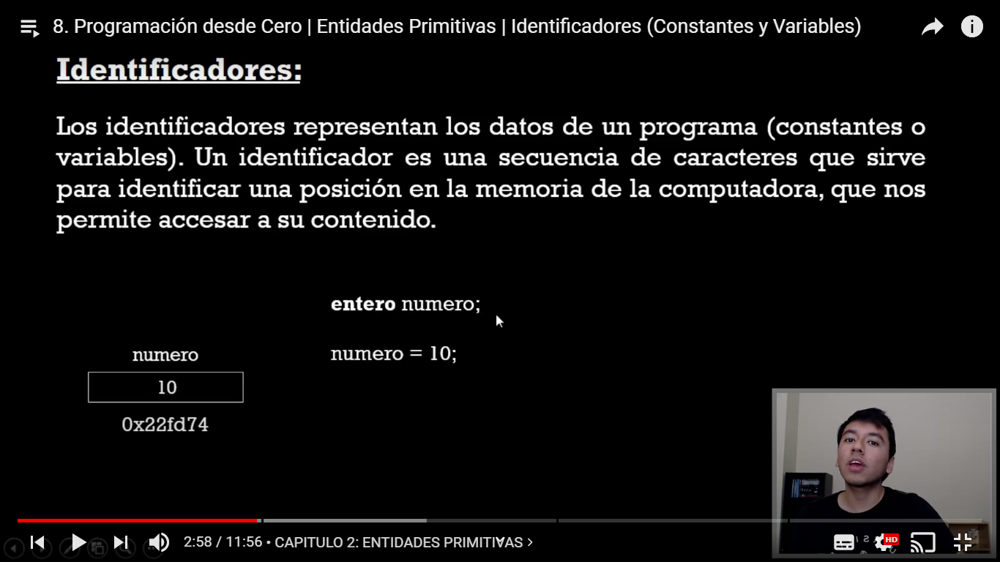 8. Programación desde Cero | Entidades Primitivas | Identificadores (Constantes y Variables)
Identificadores:
Los identificadores representan los datos de un programa (constantes o
variables). Un identificador es una secuencia de caracteres que sirve
para identificar una posición en la memoria de la computadora, que nos
permite accesar a su contenido.
entero numero;
numero = 10;
numero
10
0x22fd74
2:58 / 11:56 • CAPITULO 2: ENTIDADES PRIMITIVAS
HD